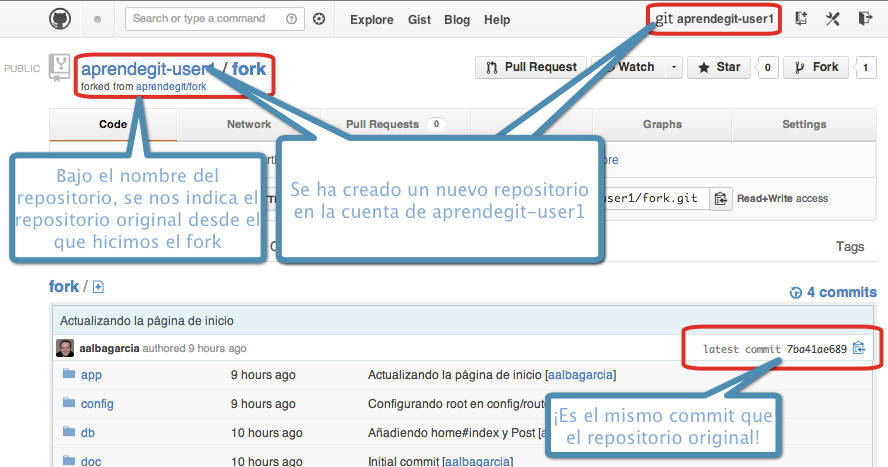 Search or type a command
Explore Gist Blog Help
git aprendegit-user1
PUBLIC
aprendegit-user1 / fork
forked from aprendegit/fork
Pull Request
Watch
Star 0
Fork 1
Code Network Pull Requests 0 Graphs Settings
Bajo el nombre del
repositorio, se nos indica el
repositorio original desde el
que hicimos el fork
Se ha creado un nuevo repositorio
en la cuenta de aprendegit-user1
user1/fork.git
Read+Write access
Tags
fork /
4 commits
Actualizando la página de inicio
aalbagarcia authored 9 hours ago
latest commit 7ba41ae689
app 9 hours ago Actualizando la página de inicio [aalbagarcia]
config 9 hours ago Configurando root en config/rout
db 10 hours ago Añadiendo home#index y Post [a
doc 10 hours ago Initial commit [aalbagarcia]
¡Es el mismo commit que
el repositorio original!